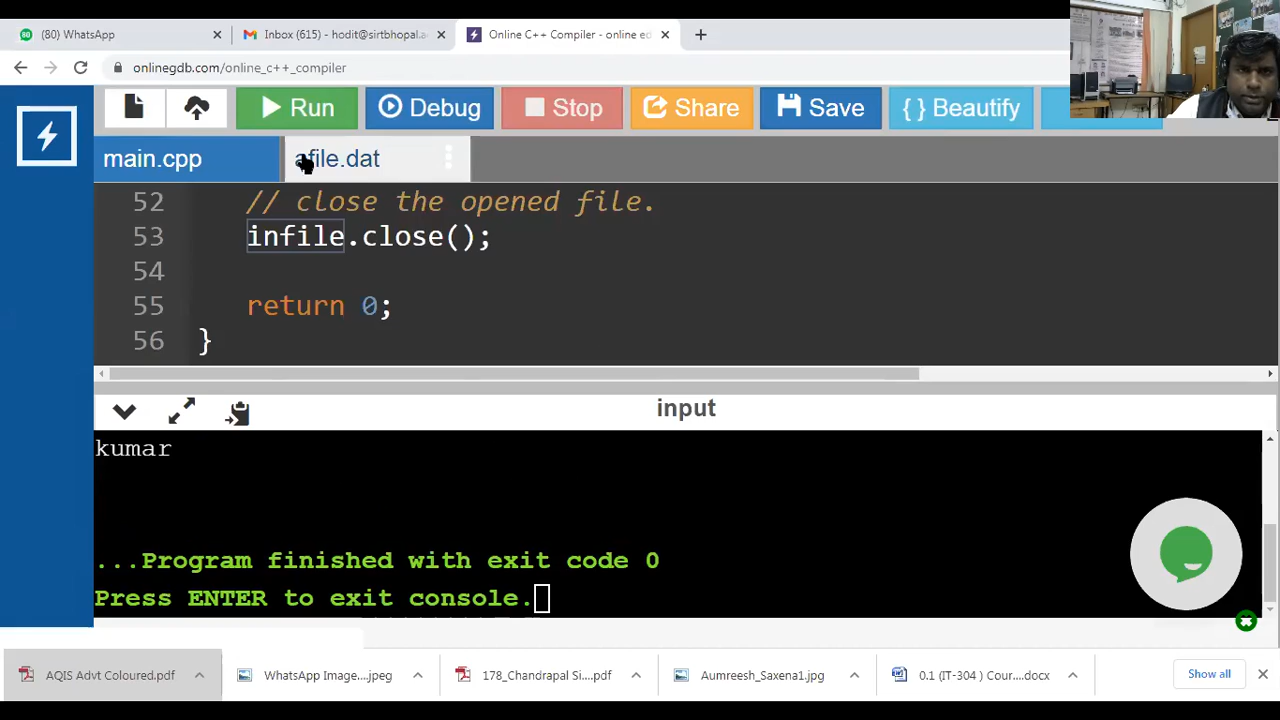 (80) WhatsApp
Inbox (615) - hodit@sirtbhopal.
Online C++ Compiler - online ed
onlinegdb.com/online_c++_compiler
Run Debug Stop Share Save { } Beautify
main.cpp afile.dat
52 // close the opened file.
53 infile.close();
54
55 return 0;
56 }
input
kumar
...Program finished with exit code 0
Press ENTER to exit console.
AQIS Advt Coloured.pdf WhatsApp Image....jpeg 178_Chandrapal Si....pdf Aumreesh_Saxena1.jpg 0.1 (IT-304 ) Cour....docx Show all